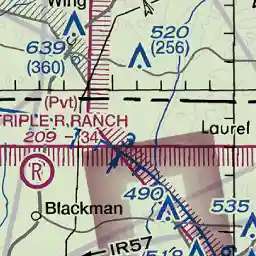 Wing
520
(256)
639
(360)
(Pvt)
TRIPLE R RANCH
209 - 34
Laurel
R
490
535
Blackman
IR57